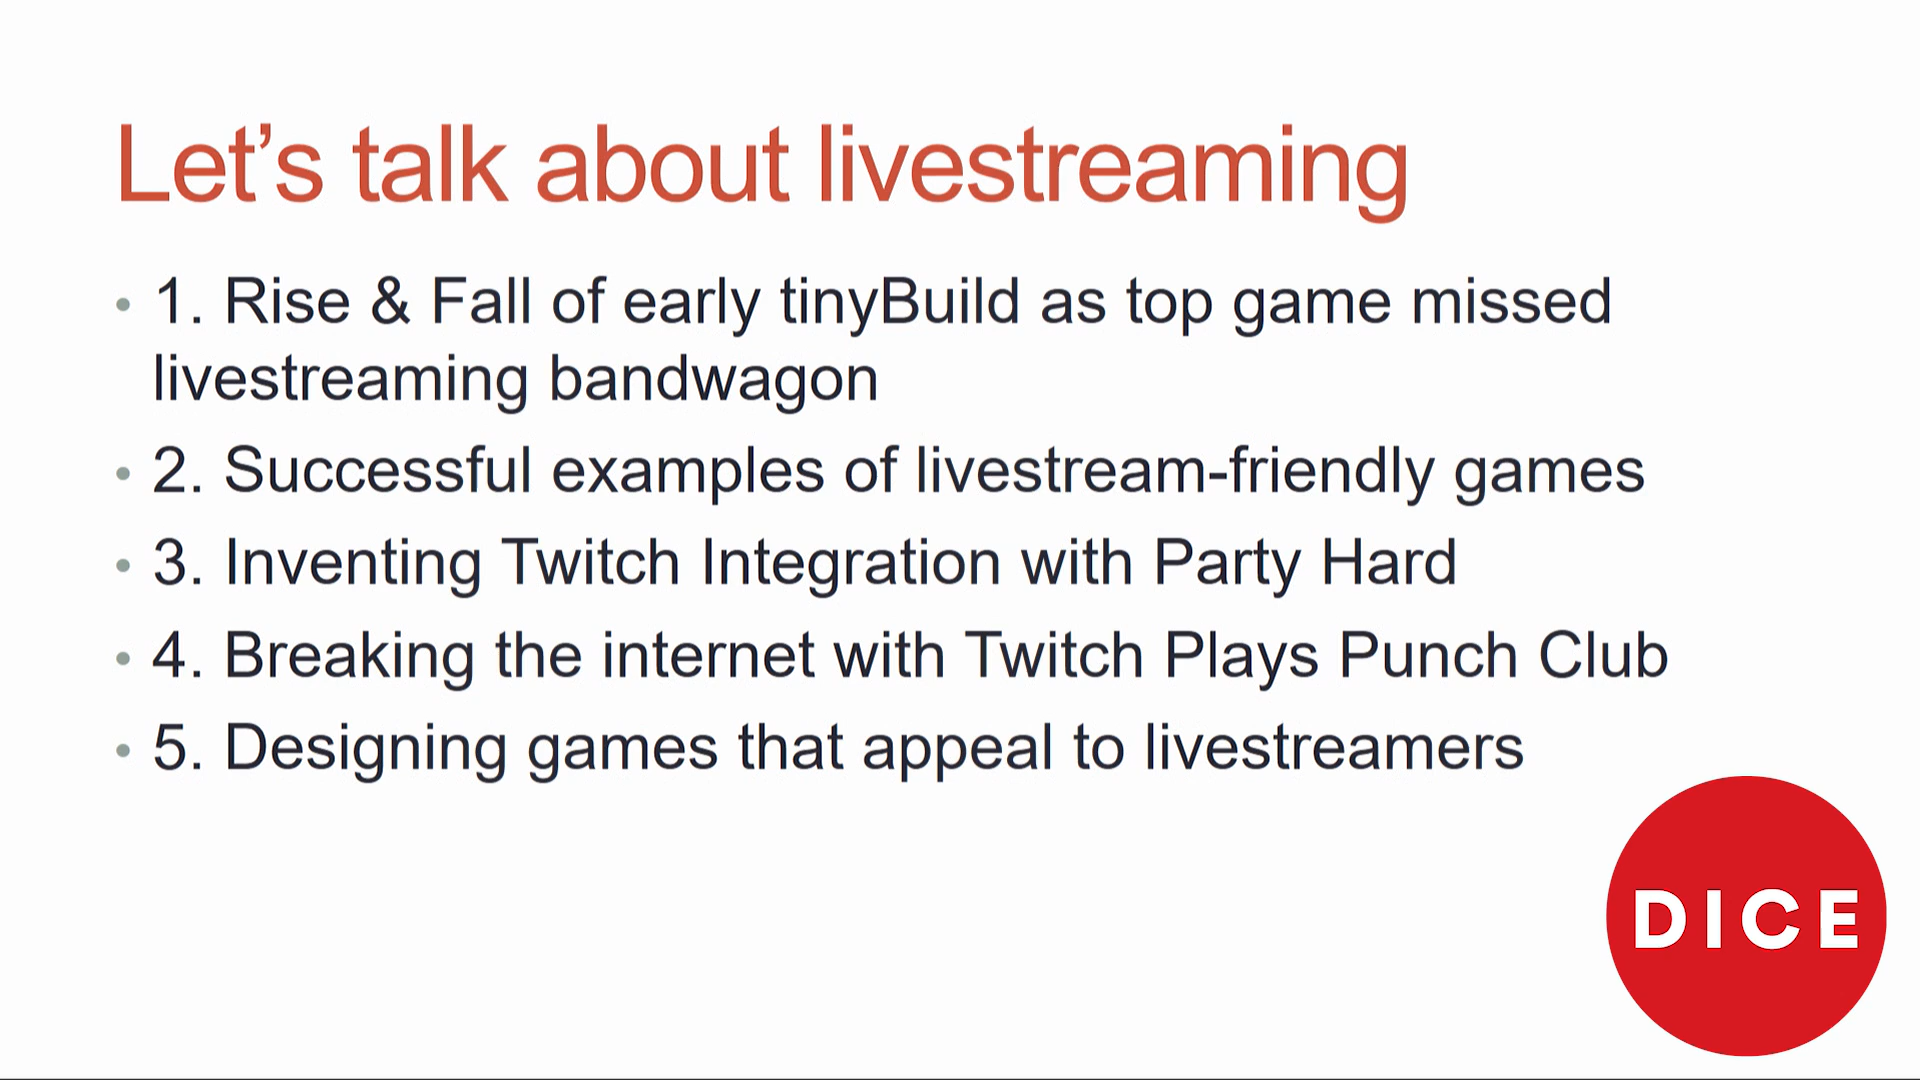 Let’s talk about livestreaming
• 1. Rise & Fall of early tinyBuild as top game missed
livestreaming bandwagon
• 2. Successful examples of livestream-friendly games
• 3. Inventing Twitch Integration with Party Hard
• 4. Breaking the internet with Twitch Plays Punch Club
• 5. Designing games that appeal to livestreamers
DICE